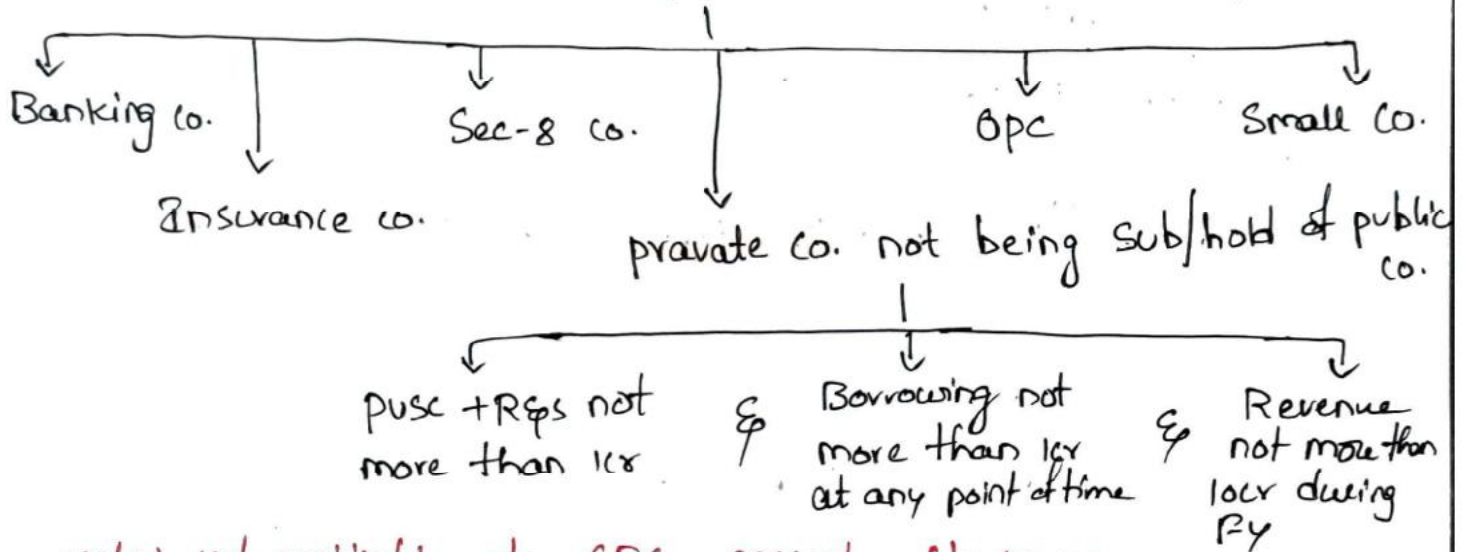 Banking co.
Insurance co.
Sec-8 co.
pravate co. not being sub/hold of public
co.
OPC
Small Co.
PUSC + R&S not
more than 1cr
&
Borrowing not
more than 1cr
at any point of time
&
Revenue
not more than
10cr during
FY